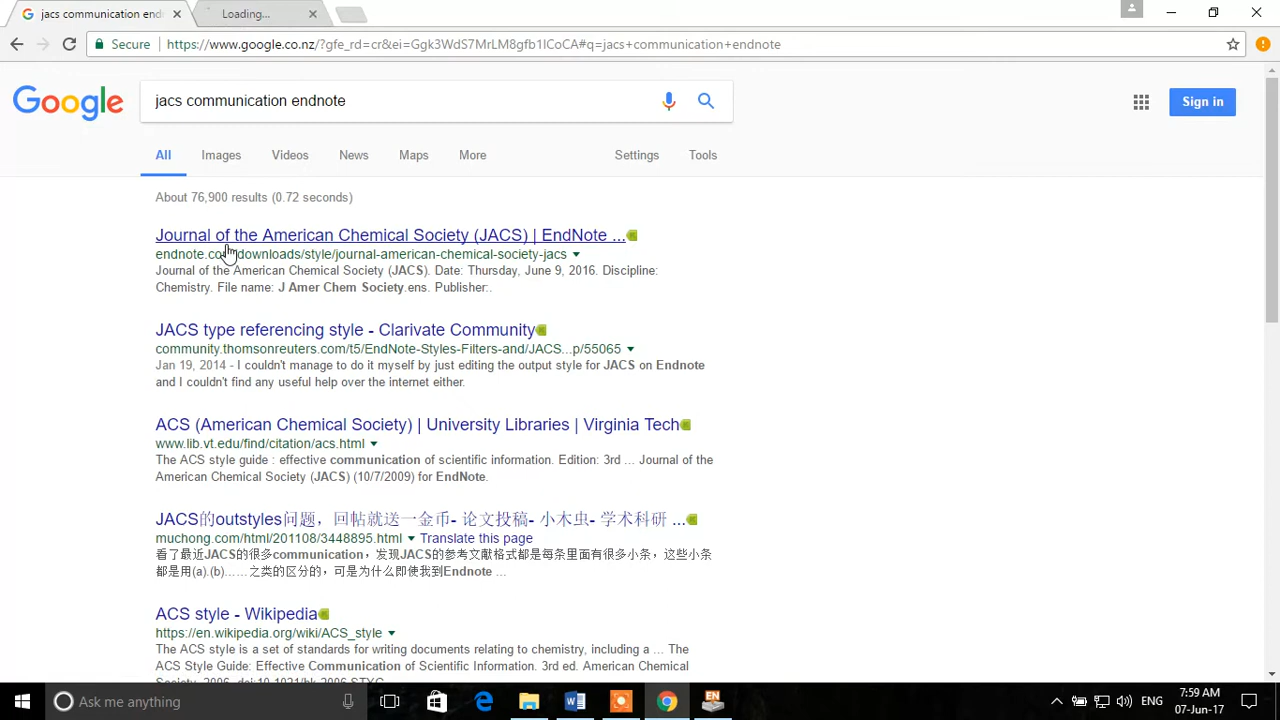 jacs communication endn
Loading...
Secure https://www.google.co.nz/?gfe_rd=cr&ei=Ggk3WdS7MrLM8gfb1ICoCA#q=jacs+communication+endnote
Google jacs communication endnote Sign in
All Images Videos News Maps More Settings Tools
About 76,900 results (0.72 seconds)
Journal of the American Chemical Society (JACS) | EndNote ...
downloads/style/journal-american-chemical-society-jacs
Journal of the American Chemical Society (JACS). Date: Thursday, June 9, 2016. Discipline:
Chemistry. File name: J Amer Chem Society.ens. Publisher:.
JACS type referencing style - Clarivate Community
community.thomsonreuters.com/t5/EndNote-Styles-Filters-and/JACS...p/55065
Jan 19, 2014 - I couldn't manage to do it myself by just editing the output style for JACS on Endnote
and I couldn't find any useful help over the internet either.
ACS (American Chemical Society) | University Libraries | Virginia Tech
www.lib.vt.edu/find/citation/acs.html
The ACS style guide : effective communication of scientific information. Edition: 3rd ... Journal of the
American Chemical Society (JACS) (10/7/2009) for EndNote.
JACS的outstyles问题，回帖就送一金币- 论文投稿- 小木虫- 学术科研 ...
muchong.com/html/201108/3448895.html Translate this page
看了最近JACS的很多communication，发现JACS的参考文献格式都是每条里面有很多小条，这些小条
都是用(a).(b)……之类的区分的，可是为什么即使我到Endnote ...
ACS style - Wikipedia
https://en.wikipedia.org/wiki/ACS_style
The ACS style is a set of standards for writing documents relating to chemistry, including a ... The
ACS Style Guide: Effective Communication of Scientific Information. 3rd ed. American Chemical
Ask me anything
ENG
7:59 AM
07-Jun-17